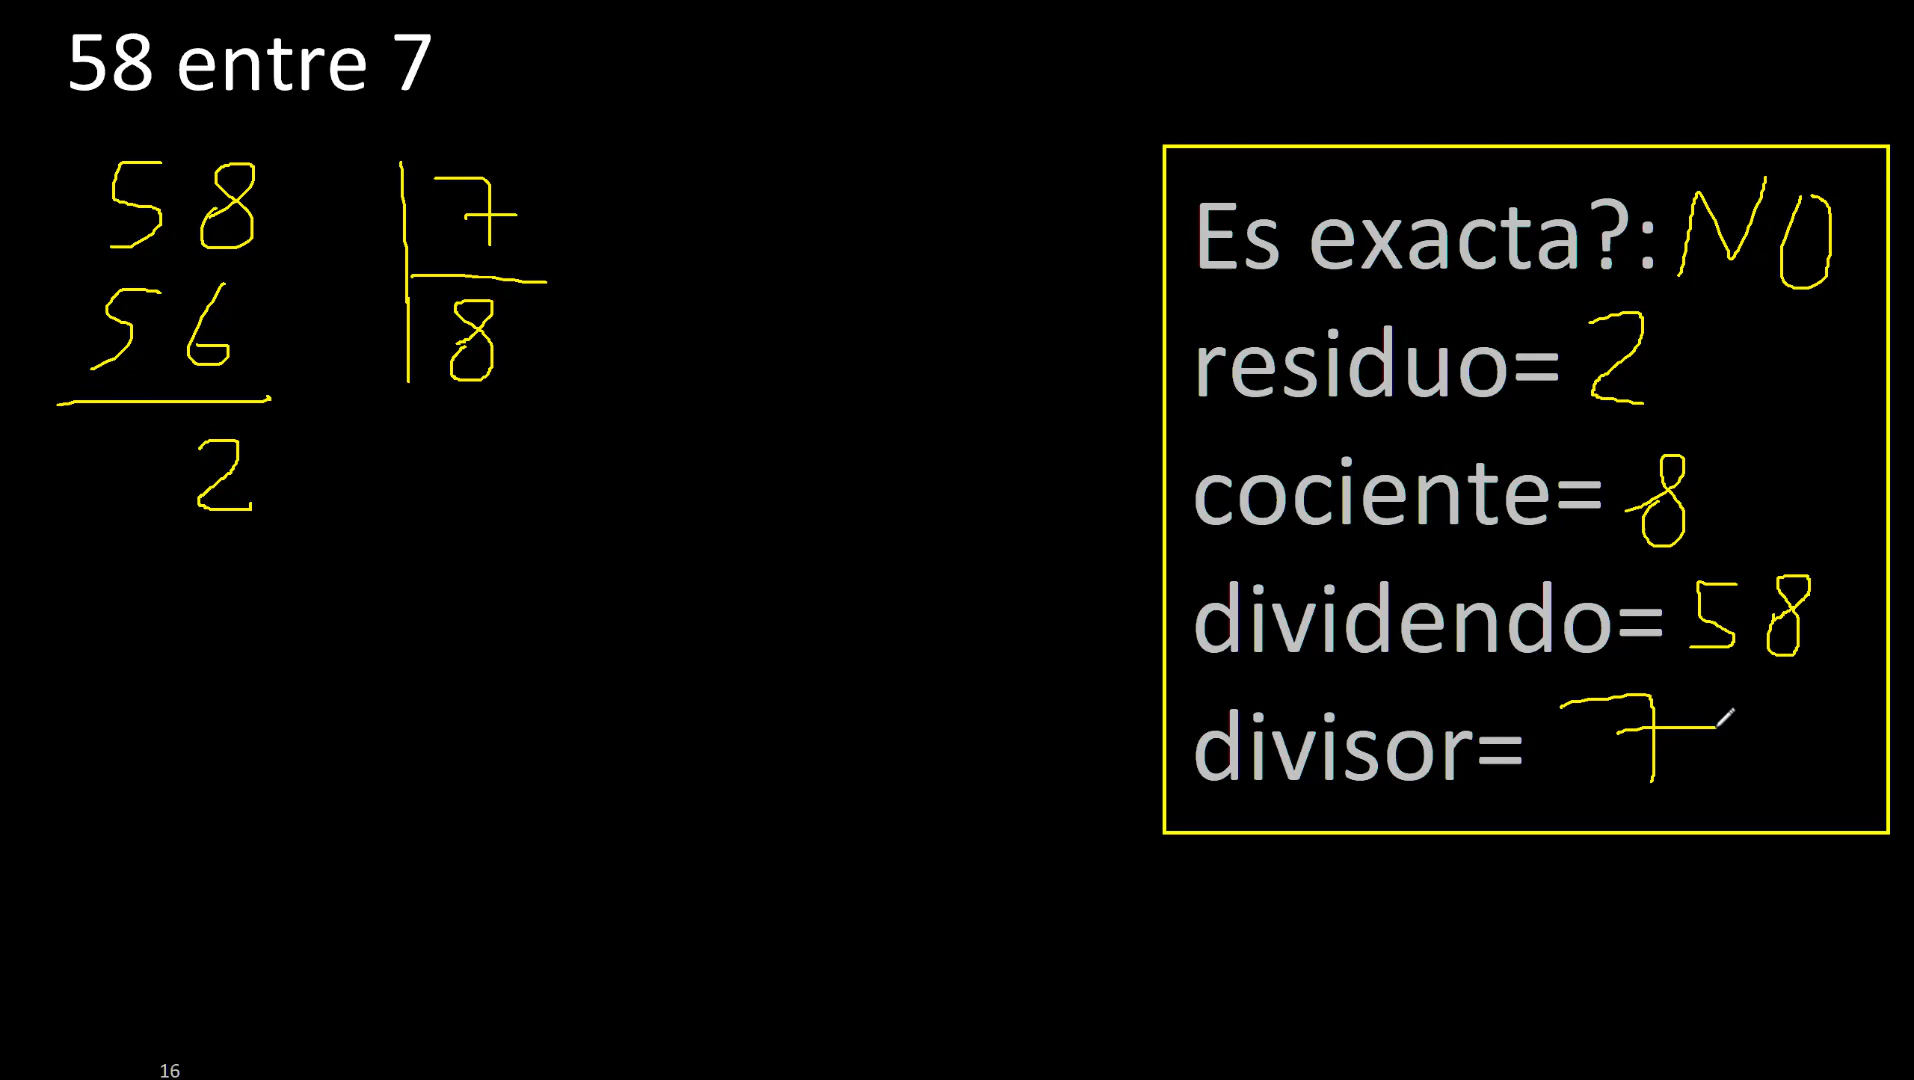 58 entre 7
58 7
56 8
2
Es exacta?: NO
residuo= 2
cociente= 8
dividendo= 58
divisor= 7
16